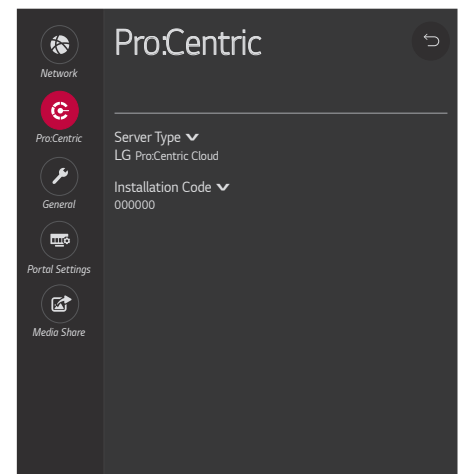 Pro:Centric
Network
Pro:Centric
General
Portal Settings
Media Share
Server Type
LG Pro:Centric Cloud
Installation Code
000000